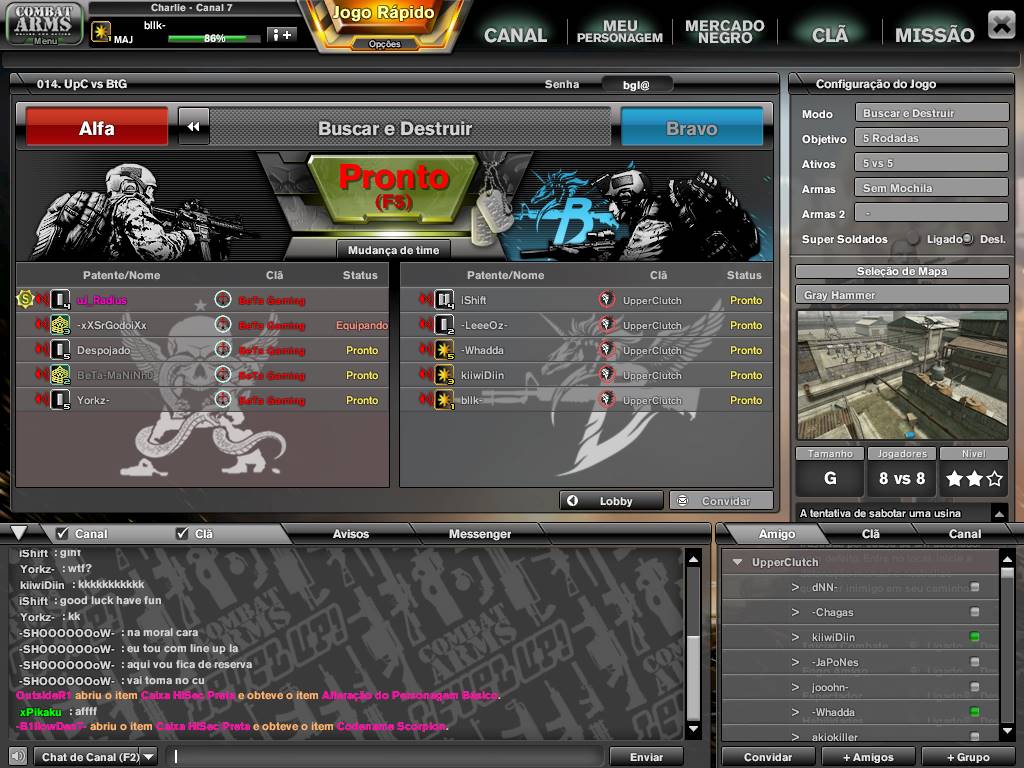 COMBAT ARMS
Menu
Charlie - Canal 7
MAJ
bllk-
86%
Jogo Rápido
Opções
CANAL
MEU PERSONAGEM
MERCADO NEGRO
CLÃ
MISSÃO
014. UpC vs BtG
Senha
bgl@
Alfa
Buscar e Destruir
Bravo
Pronto
(F5)
Mudança de time
Patente/Nome Clã Status
uJ_Radius BeTa Gaming
-xXSrGodoiXx BeTa Gaming Equipando
Despojado BeTa Gaming Pronto
BeTa-MaNiNhO BeTa Gaming Pronto
Yorkz- BeTa Gaming Pronto
Patente/Nome Clã Status
iShift UpperClutch Pronto
-LeeeOz- UpperClutch Pronto
-Whadda UpperClutch Pronto
kiiwiDiin UpperClutch Pronto
bllk- UpperClutch Pronto
Lobby
Convidar
Configuração do Jogo
Modo Buscar e Destruir
Objetivo 5 Rodadas
Ativos 5 vs 5
Armas Sem Mochila
Armas 2 -
Super Soldados Ligado Desl.
Seleção de Mapa
Gray Hammer
Tamanho Jogadores Nivel
G 8 vs 8
A tentativa de sabotar uma usina
Canal Clã Avisos Messenger
iShift : glhf
Yorkz- : wtf?
kiiwiDiin : kkkkkkkkkkk
iShift : good luck have fun
Yorkz- : kk
-SHOOOOOOoW- : na moral cara
-SHOOOOOOoW- : eu tou com line up la
-SHOOOOOOoW- : aqui vou fica de reserva
-SHOOOOOOoW- : vai toma no cu
OutsideR1 abriu o item Caixa HiSec Prata e obteve o item Alteração do Personagem Básico.
xPikaku : affff
abriu o item Caixa HiSec Prata e obteve o item Codename Scorpion.
Chat de Canal (F2)
Enviar
Amigo Clã Canal
UpperClutch
> dNN-
> -Chagas
> kiiwiDiin
> -JaPoNes
> jooohn-
> -Whadda
> akiokiller
Convidar
+ Amigos
+ Grupo